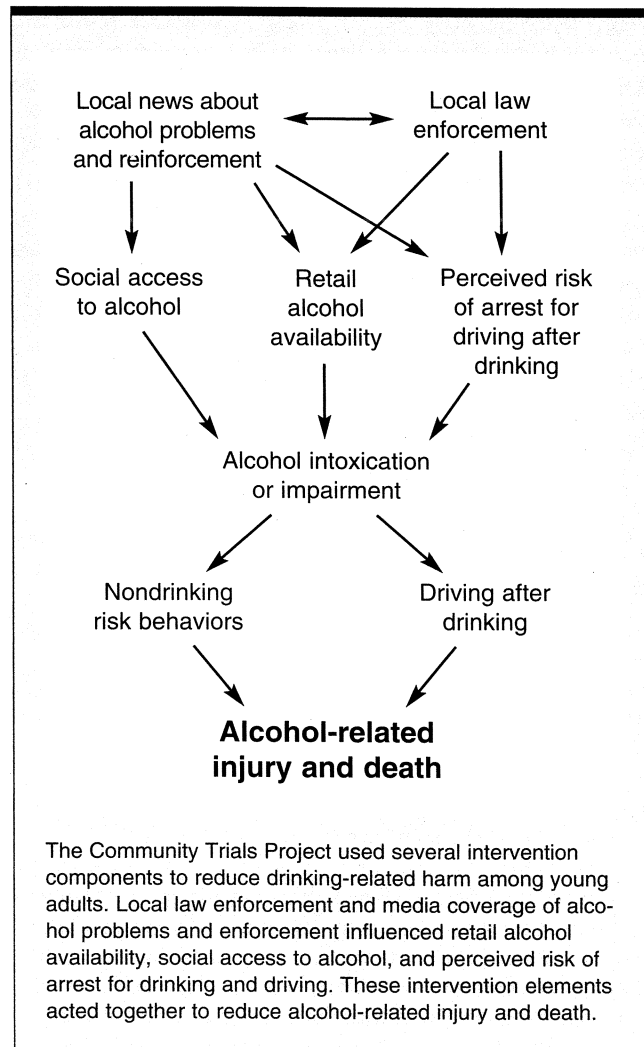 Local news about
alcohol problems
and reinforcement
Local law
enforcement
Social access
to alcohol
Retail
alcohol
availability
Perceived risk
of arrest for
driving after
drinking
Alcohol intoxication
or impairment
Nondrinking
risk behaviors
Driving after
drinking
Alcohol-related
injury and death
The Community Trials Project used several intervention
components to reduce drinking-related harm among young
adults. Local law enforcement and media coverage of alco-
hol problems and enforcement influenced retail alcohol
availability, social access to alcohol, and perceived risk of
arrest for drinking and driving. These intervention elements
acted together to reduce alcohol-related injury and death.